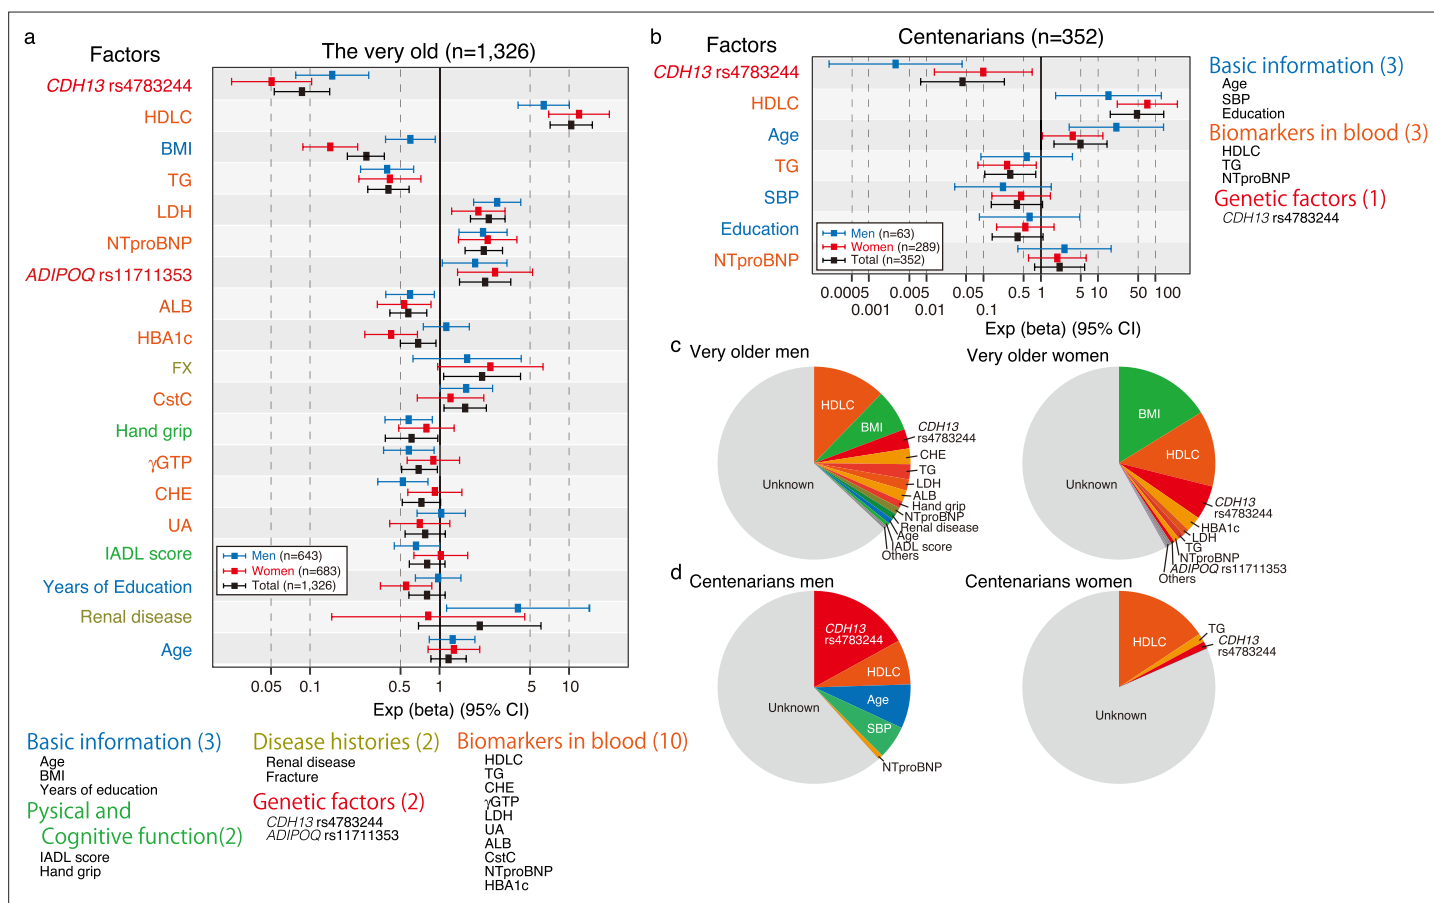 a
Factors
The very old (n=1,326)
CDH13 rs4783244
HDLC
BMI
TG
LDH
NTproBNP
ADIPOQ rs11711353
ALB
HBA1c
FX
CstC
Hand grip
γGTP
CHE
UA
IADL score
Years of Education
Renal disease
Age
Men (n=643)
Women (n=683)
Total (n=1,326)
0.05 0.1 0.5 1 5 10
Exp (beta) (95% CI)
Basic information (3)
Age
BMI
Years of education
Pysical and
Cognitive function(2)
IADL score
Hand grip
Disease histories (2)
Renal disease
Fracture
Genetic factors (2)
CDH13 rs4783244
ADIPOQ rs11711353
Biomarkers in blood (10)
HDLC
TG
CHE
γGTP
LDH
UA
ALB
CstC
NTproBNP
HBA1c
b
Factors
Centenarians (n=352)
CDH13 rs4783244
HDLC
Age
TG
SBP
Education
NTproBNP
Men (n=63)
Women (n=289)
Total (n=352)
0.0005 0.005 0.05 0.5 1 5 10 50 100
0.001 0.01 0.1
Exp (beta) (95% CI)
Basic information (3)
Age
SBP
Education
Biomarkers in blood (3)
HDLC
TG
NTproBNP
Genetic factors (1)
CDH13 rs4783244
c
Very older men
HDLC
BMI
CDH13
rs4783244
CHE
TG
LDH
ALB
Hand grip
NTproBNP
Renal disease
Age
ADL score
Others
Unknown
Very older women
BMI
HDLC
CDH13
rs4783244
HBA1c
LDH
TG
NTproBNP
ADIPOQ rs11711353
Others
Unknown
d
Centenarians men
CDH13
rs4783244
HDLC
Age
SBP
NTproBNP
Unknown
Centenarians women
HDLC
TG
CDH13
rs4783244
Unknown